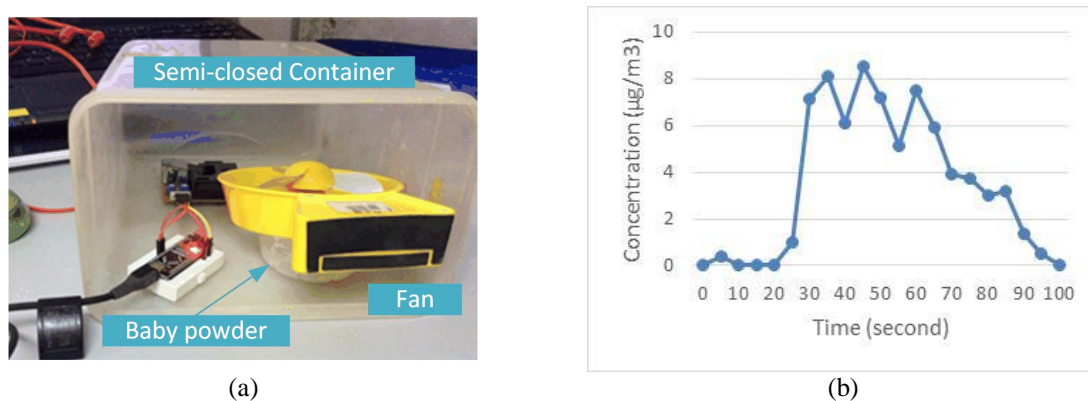 Semi-closed Container
Fan
Baby powder
(a)
Concentration (µg/m3)
10
8
6
4
2
0
0 10 20 30 40 50 60 70 80 90 100
Time (second)
(b)